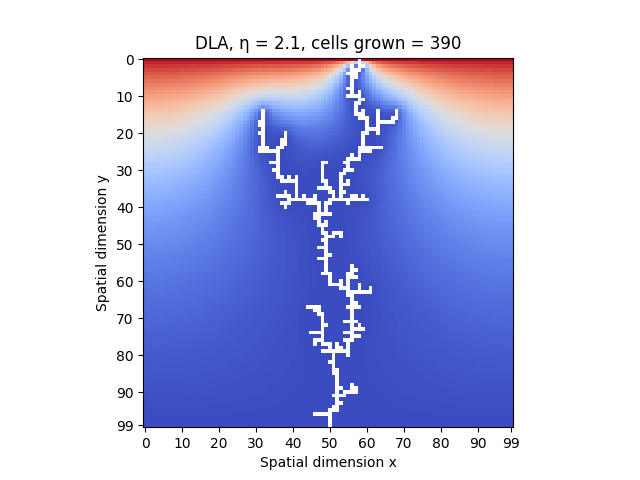 DLA, η = 2.1, cells grown = 390
Spatial dimension y
0
10
20
30
40
50
60
70
80
90
99
0 10 20 30 40 50 60 70 80 90 99
Spatial dimension x